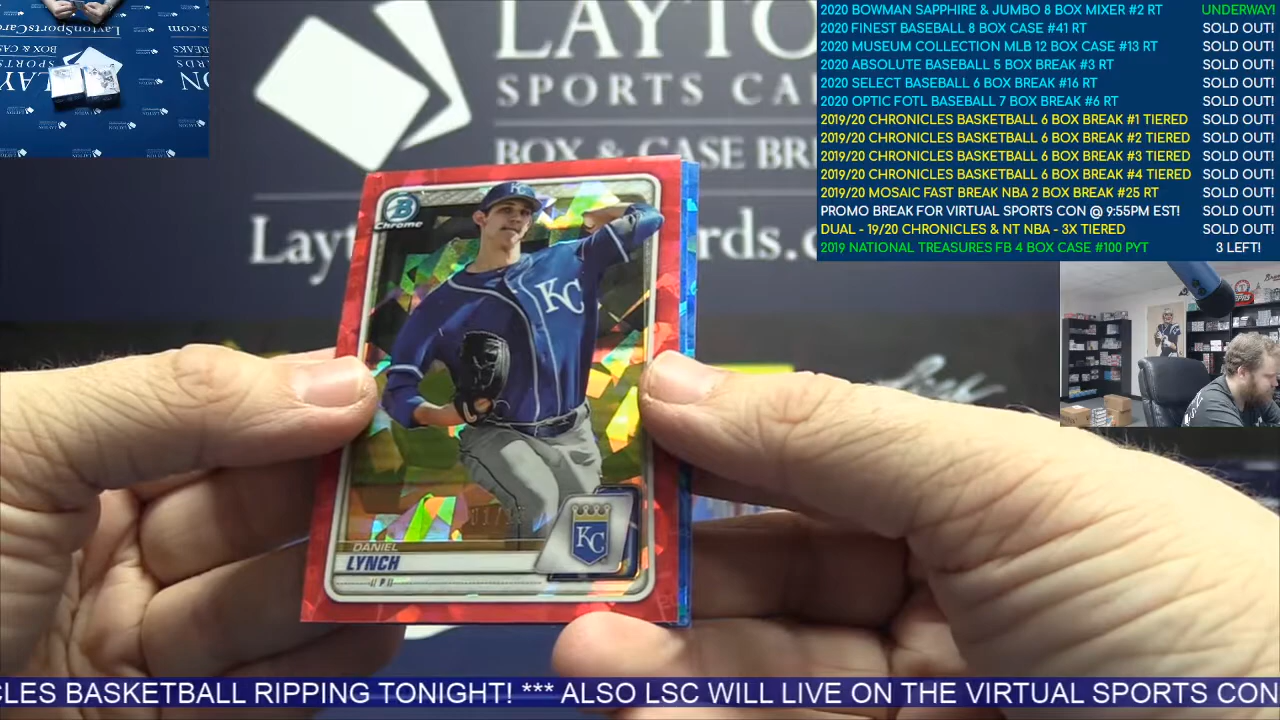 2020 BOWMAN SAPPHIRE & JUMBO 8 BOX MIXER #2 RT UNDERWAY!
2020 FINEST BASEBALL 8 BOX CASE #41 RT SOLD OUT!
2020 MUSEUM COLLECTION MLB 12 BOX CASE #13 RT SOLD OUT!
2020 ABSOLUTE BASEBALL 5 BOX BREAK #3 RT SOLD OUT!
2020 SELECT BASEBALL 6 BOX BREAK #16 RT SOLD OUT!
2020 OPTIC FOTL BASEBALL 7 BOX BREAK #6 RT SOLD OUT!
2019/20 CHRONICLES BASKETBALL 6 BOX BREAK #1 TIERED SOLD OUT!
2019/20 CHRONICLES BASKETBALL 6 BOX BREAK #2 TIERED SOLD OUT!
2019/20 CHRONICLES BASKETBALL 6 BOX BREAK #3 TIERED SOLD OUT!
2019/20 CHRONICLES BASKETBALL 6 BOX BREAK #4 TIERED SOLD OUT!
2019/20 MOSAIC FAST BREAK NBA 2 BOX BREAK #25 RT SOLD OUT!
PROMO BREAK FOR VIRTUAL SPORTS CON @ 9:55PM EST! SOLD OUT!
DUAL - 19/20 CHRONICLES & NT NBA - 3X TIERED SOLD OUT!
2019 NATIONAL TREASURES FB 4 BOX CASE #100 PYT 3 LEFT!
LAYTO
SPORTS CA
BOX & CASE BRE
Layt rds.c
B
Chrome
KC
KC
DANIEL
LYNCH
P
KC
CLES BASKETBALL RIPPING TONIGHT! *** ALSO LSC WILL LIVE ON THE VIRTUAL SPORTS CON